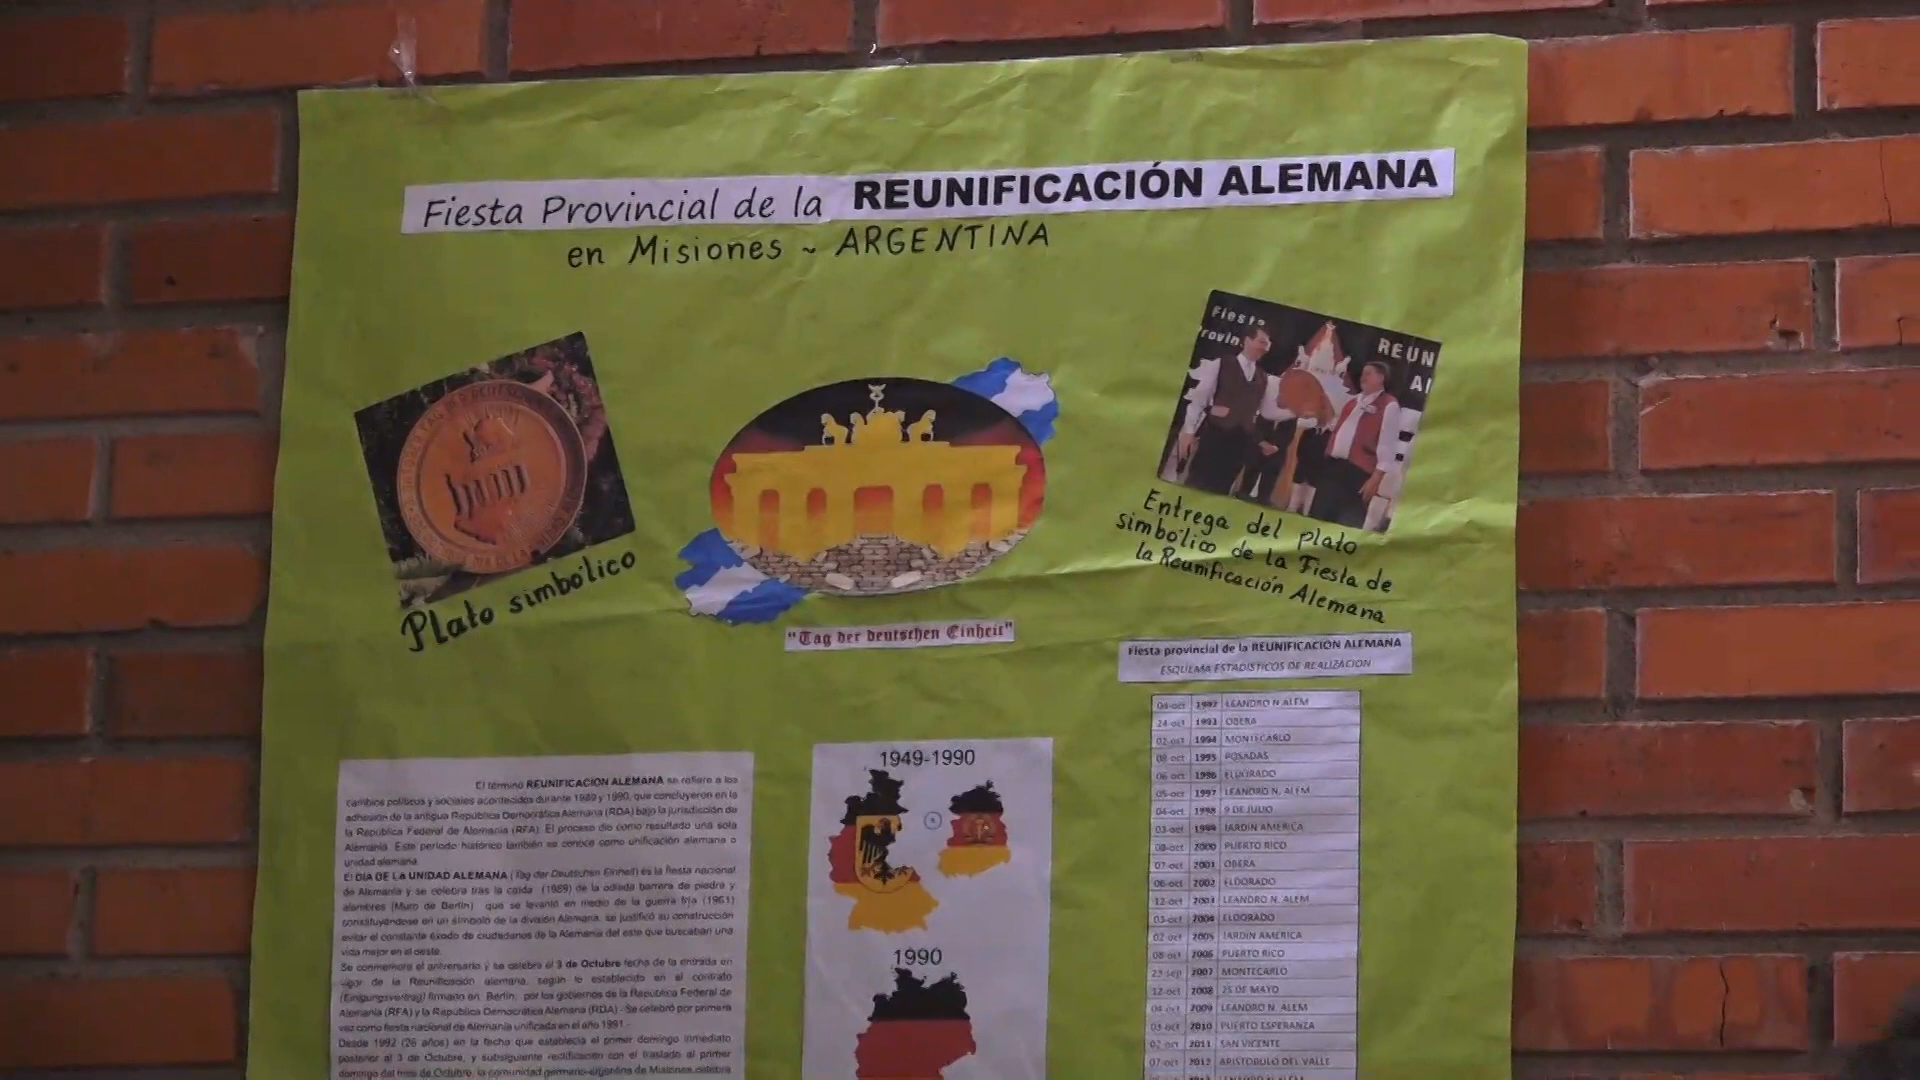 Fiesta Provincial de la REUNIFICACIÓN ALEMANA
en Misiones ~ ARGENTINA
Fiesta
Provin.
REUN
Al
Plato simbólico
Entrega del plato
simbólico de la Fiesta de
la Reunificación Alemana
"Tag der deutschen Einheit"
Fiesta provincial de la REUNIFICACION ALEMANA
ESQUEMA ESTADISTICOS DE REALIZACION
04-oct 1992 LEANDRO N ALEM
24-oct 1993 OBERA
02-oct 1994 MONTECARLO
08-oct 1995 POSADAS
06-oct 1996 ELDORADO
05-oct 1997 LEANDRO N. ALEM
04-oct 1998 9 DE JULIO
03-oct 1999 JARDIN AMERICA
08-oct 2000 PUERTO RICO
07-oct 2001 OBERA
06-oct 2002 ELDORADO
12-oct 2003 LEANDRO N. ALEM
03-oct 2004 ELDORADO
02-oct 2005 JARDIN AMERICA
08-oct 2006 PUERTO RICO
23-sep 2007 MONTECARLO
12-oct 2008 25 DE MAYO
04-oct 2009 LEANDRO N. ALEM
03-oct 2010 PUERTO ESPERANZA
02-oct 2011 SAN VICENTE
07-oct 2012 ARISTOBULO DEL VALLE
El término REUNIFICACION ALEMANA se refiere a los
cambios políticos y sociales acontecidos durante 1989 y 1990, que concluyeron en la
adhesión de la antigua República Democrática Alemana (RDA) bajo la jurisdicción de
la República Federal de Alemania (RFA). El proceso dio como resultado una sola
Alemania. Este período histórico también se conoce como unificación alemana o
unidad alemana.
El DIA DE LA UNIDAD ALEMANA (Tag der Deutschen Einheit) es la fiesta nacional
de Alemania y se celebra tras la caída (1989) de la odiada barrera de piedra y
alambres (Muro de Berlín) que se levantó en medio de la guerra fría (1961)
constituyéndose en un símbolo de la división Alemana, se justificó su construcción
evitar el constante éxodo de ciudadanos de la Alemania del este que buscaban una
vida mejor en el oeste.
Se conmemora el aniversario y se celebra el 3 de Octubre fecha de la entrada en
vigor de la Reunificación alemana, según lo establecido en el contrato
(Einigungsvertrag) firmado en Berlín, por los gobiernos de la República Federal de
Alemania (RFA) y la República Democrática Alemana (RDA) - Se celebró por primera
vez como fiesta nacional de Alemania unificada en el año 1991.-
Desde 1992 (26 años) en la fecha que establecía el primer domingo inmediato
posterior al 3 de Octubre, y subsiguiente rectificación con el traslado al primer
domingo del mes de Octubre, la comunidad germano-argentina de Misiones celebra
1949-1990
1990